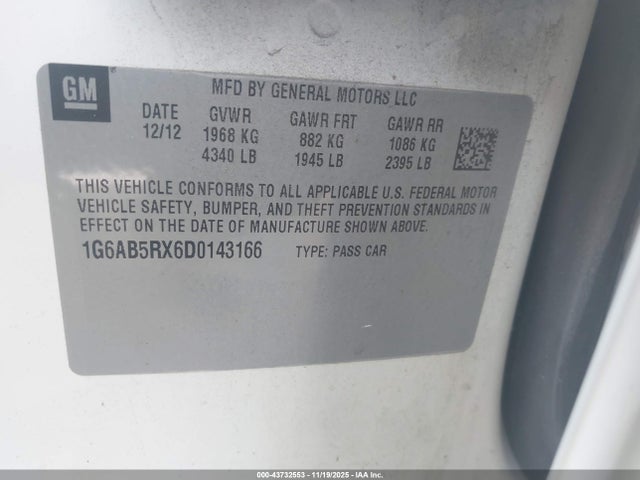 GM
MFD BY GENERAL MOTORS LLC
DATE GVWR GAWR FRT GAWR RR
12/12 1968 KG 882 KG 1086 KG
4340 LB 1945 LB 2395 LB
THIS VEHICLE CONFORMS TO ALL APPLICABLE U.S. FEDERAL MOTOR
VEHICLE SAFETY, BUMPER, AND THEFT PREVENTION STANDARDS IN
EFFECT ON THE DATE OF MANUFACTURE SHOWN ABOVE.
1G6AB5RX6D0143166 TYPE: PASS CAR
000-43732553 - 11/19/2025 - IAAI, Inc.